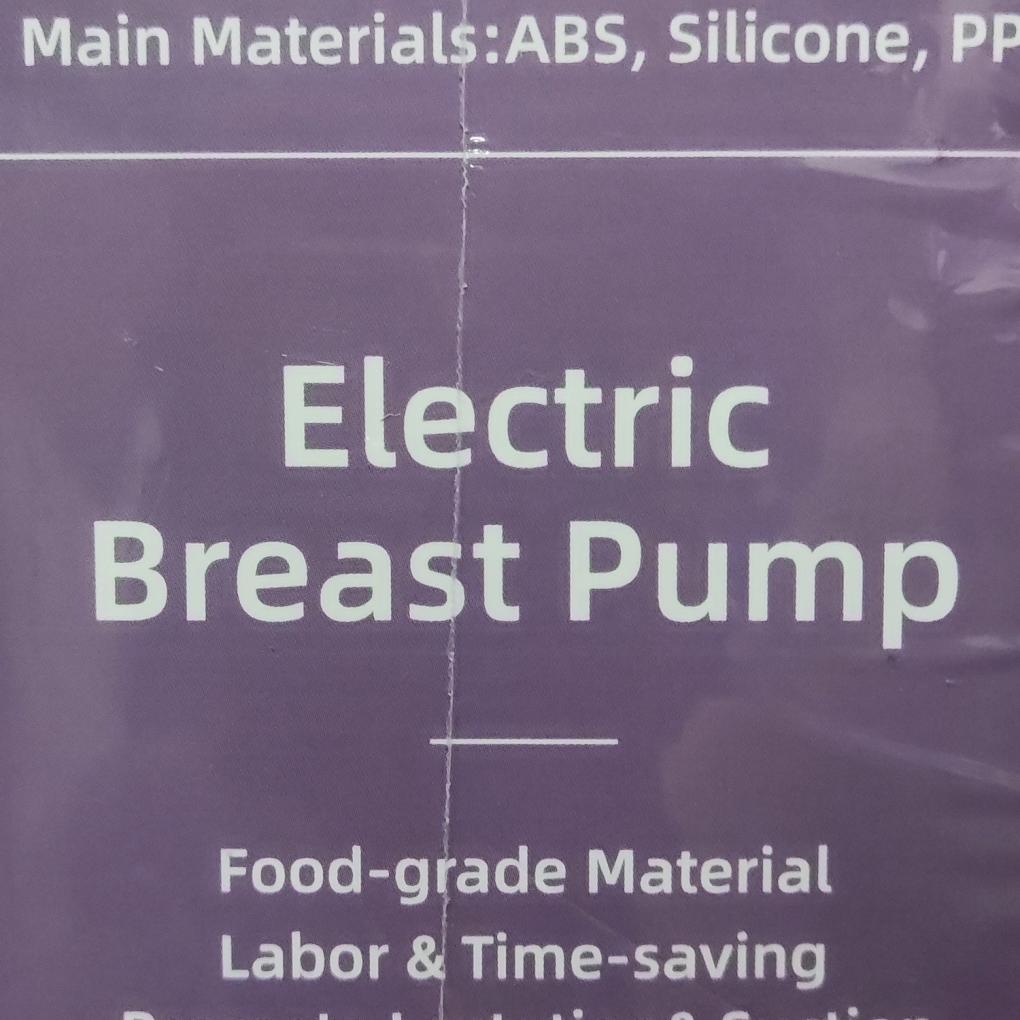 Main Materials:ABS, Silicone, PP
Electric
Breast Pump
Food-grade Material
Labor & Time-saving